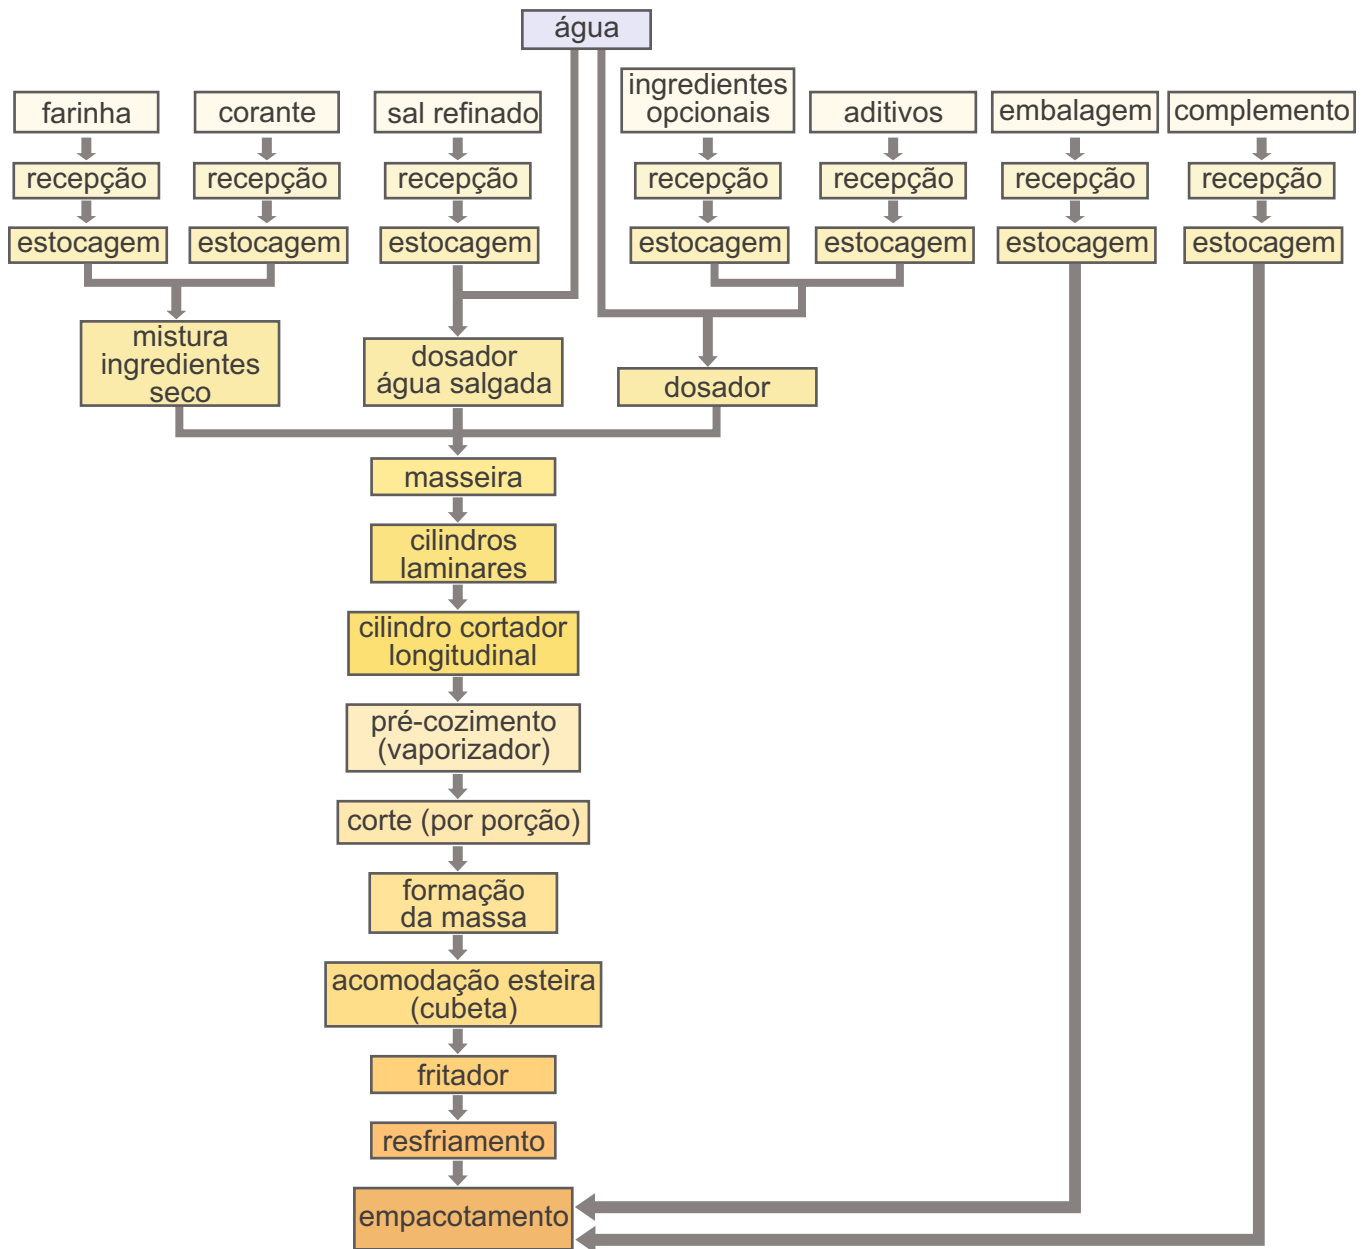 água
farinha
corante
sal refinado
ingredientes
opcionais
aditivos
embalagem
complemento
recepção
recepção
recepção
recepção
recepção
recepção
recepção
estocagem
estocagem
estocagem
estocagem
estocagem
estocagem
estocagem
mistura
ingredientes
seco
dosador
água salgada
dosador
masseira
cilindros
laminares
cilindro cortador
longitudinal
pré-cozimento
(vaporizador)
corte (por porção)
formação
da massa
acomodação esteira
(cubeta)
fritador
resfriamento
empacotamento